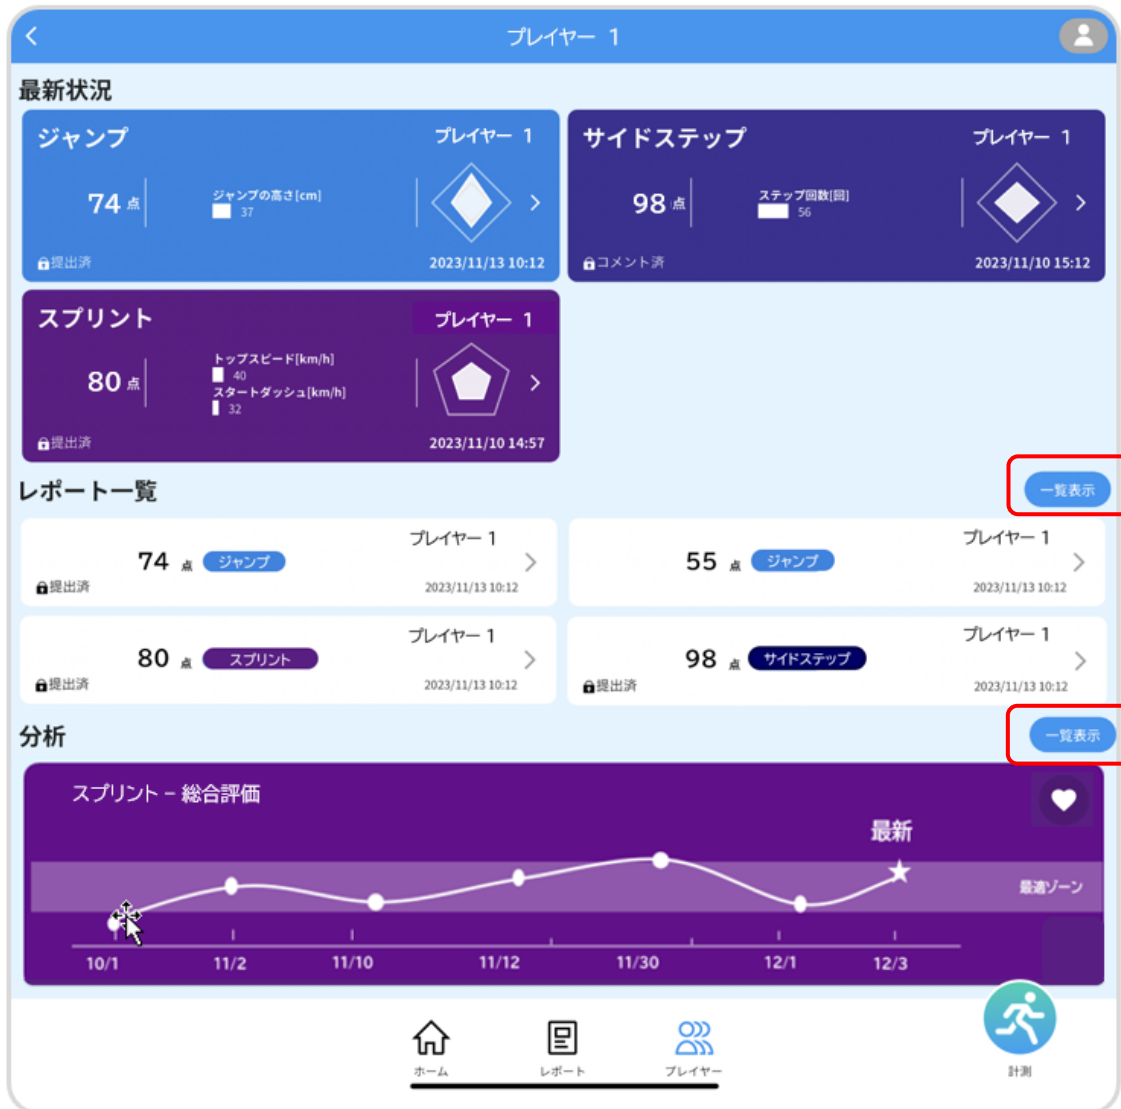 プレイヤー 1
最新状況
ジャンプ
プレイヤー 1
74 点
ジャンプの高さ[cm]
37
提出済
2023/11/13 10:12
サイドステップ
プレイヤー 1
98 点
ステップ回数[回]
56
コメント済
2023/11/10 15:12
スプリント
プレイヤー 1
80 点
トップスピード[km/h]
40
スタートダッシュ[km/h]
32
提出済
2023/11/10 14:57
レポート一覧
一覧表示
プレイヤー 1
74 点 ジャンプ
提出済
2023/11/13 10:12
プレイヤー 1
55 点 ジャンプ
2023/11/13 10:12
プレイヤー 1
80 点 スプリント
提出済
2023/11/13 10:12
プレイヤー 1
98 点 サイドステップ
提出済
2023/11/13 10:12
分析
一覧表示
スプリント – 総合評価
最新
最適ゾーン
10/1 11/2 11/10 11/12 11/30 12/1 12/3
ホーム レポート プレイヤー 計測